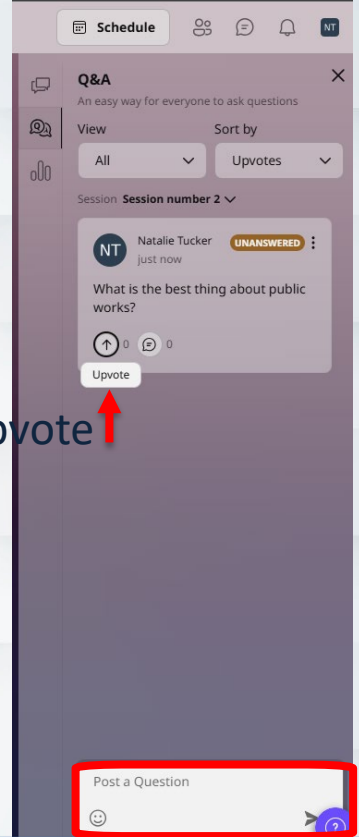 Schedule
NT
Q&A
An easy way for everyone to ask questions
View
Sort by
All
Upvotes
Session Session number 2
NT
Natalie Tucker
UNANSWERED
just now
What is the best thing about public
works?
0
0
Upvote
vote
Post a Question
?